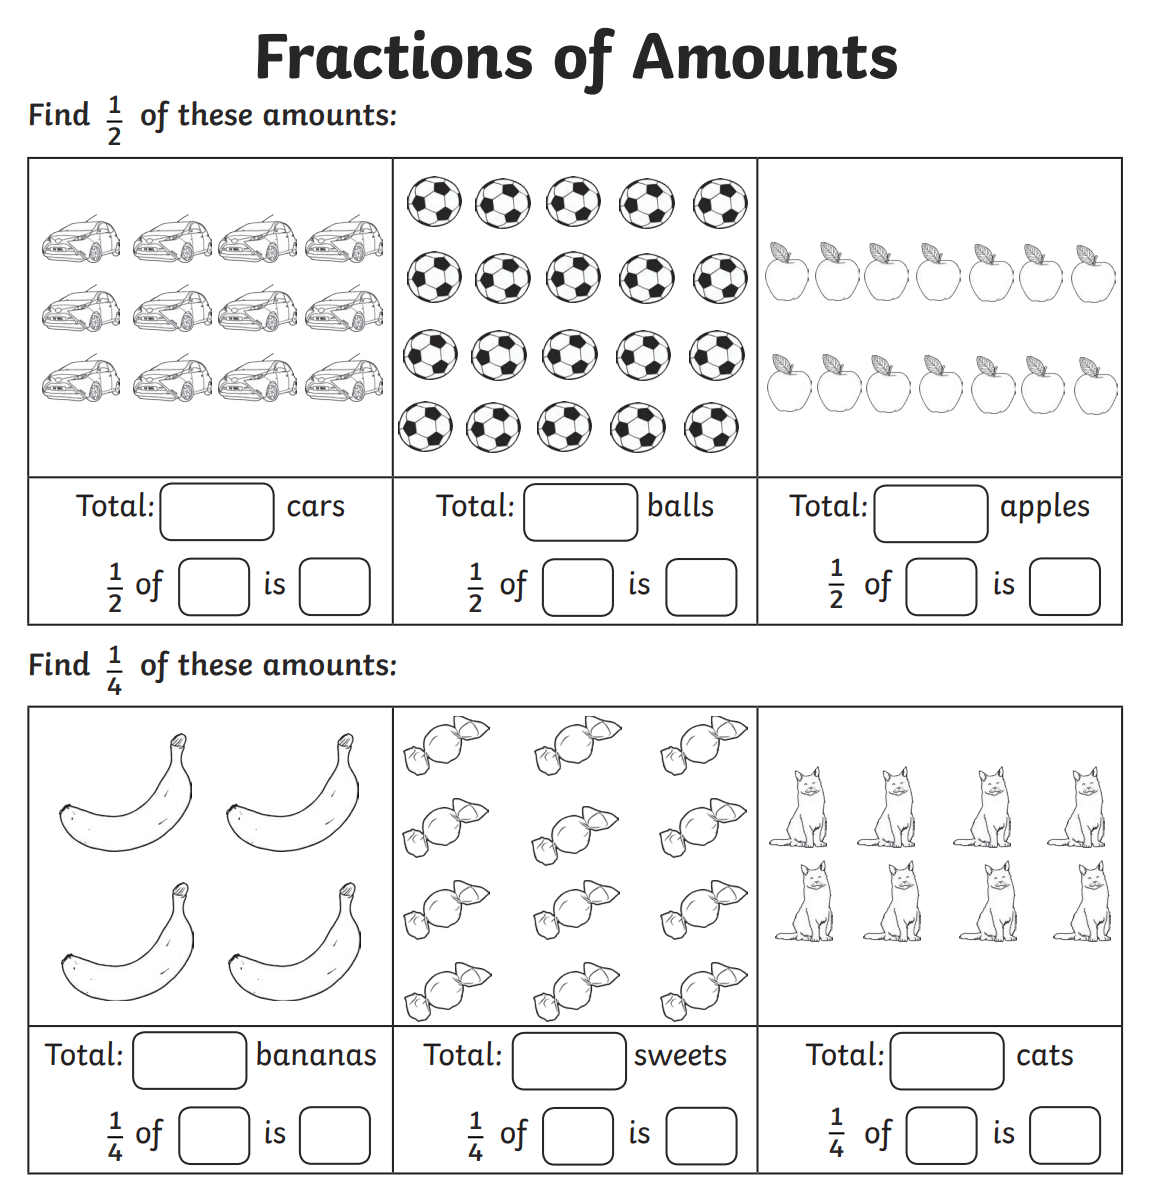 Fractions of Amounts
Find 1/2 of these amounts:
Total: cars
Total: balls
Total: apples
1/2 of is
1/2 of is
1/2 of is
Find 1/4 of these amounts:
Total: bananas
Total: sweets
Total: cats
1/4 of is
1/4 of is
1/4 of is